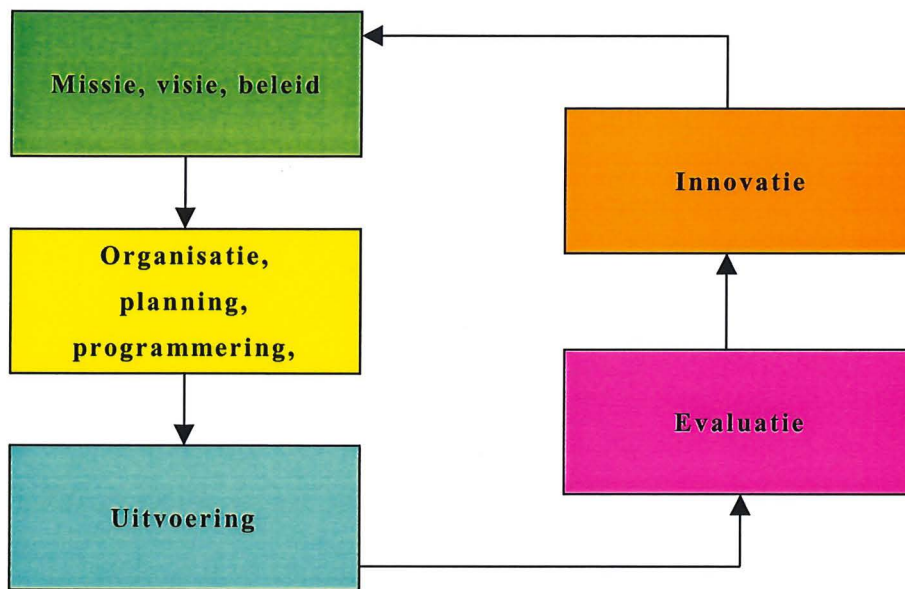 Missie, visie, beleid
Organisatie,
planning,
programmering,
Uitvoering
Evaluatie
Innovatie